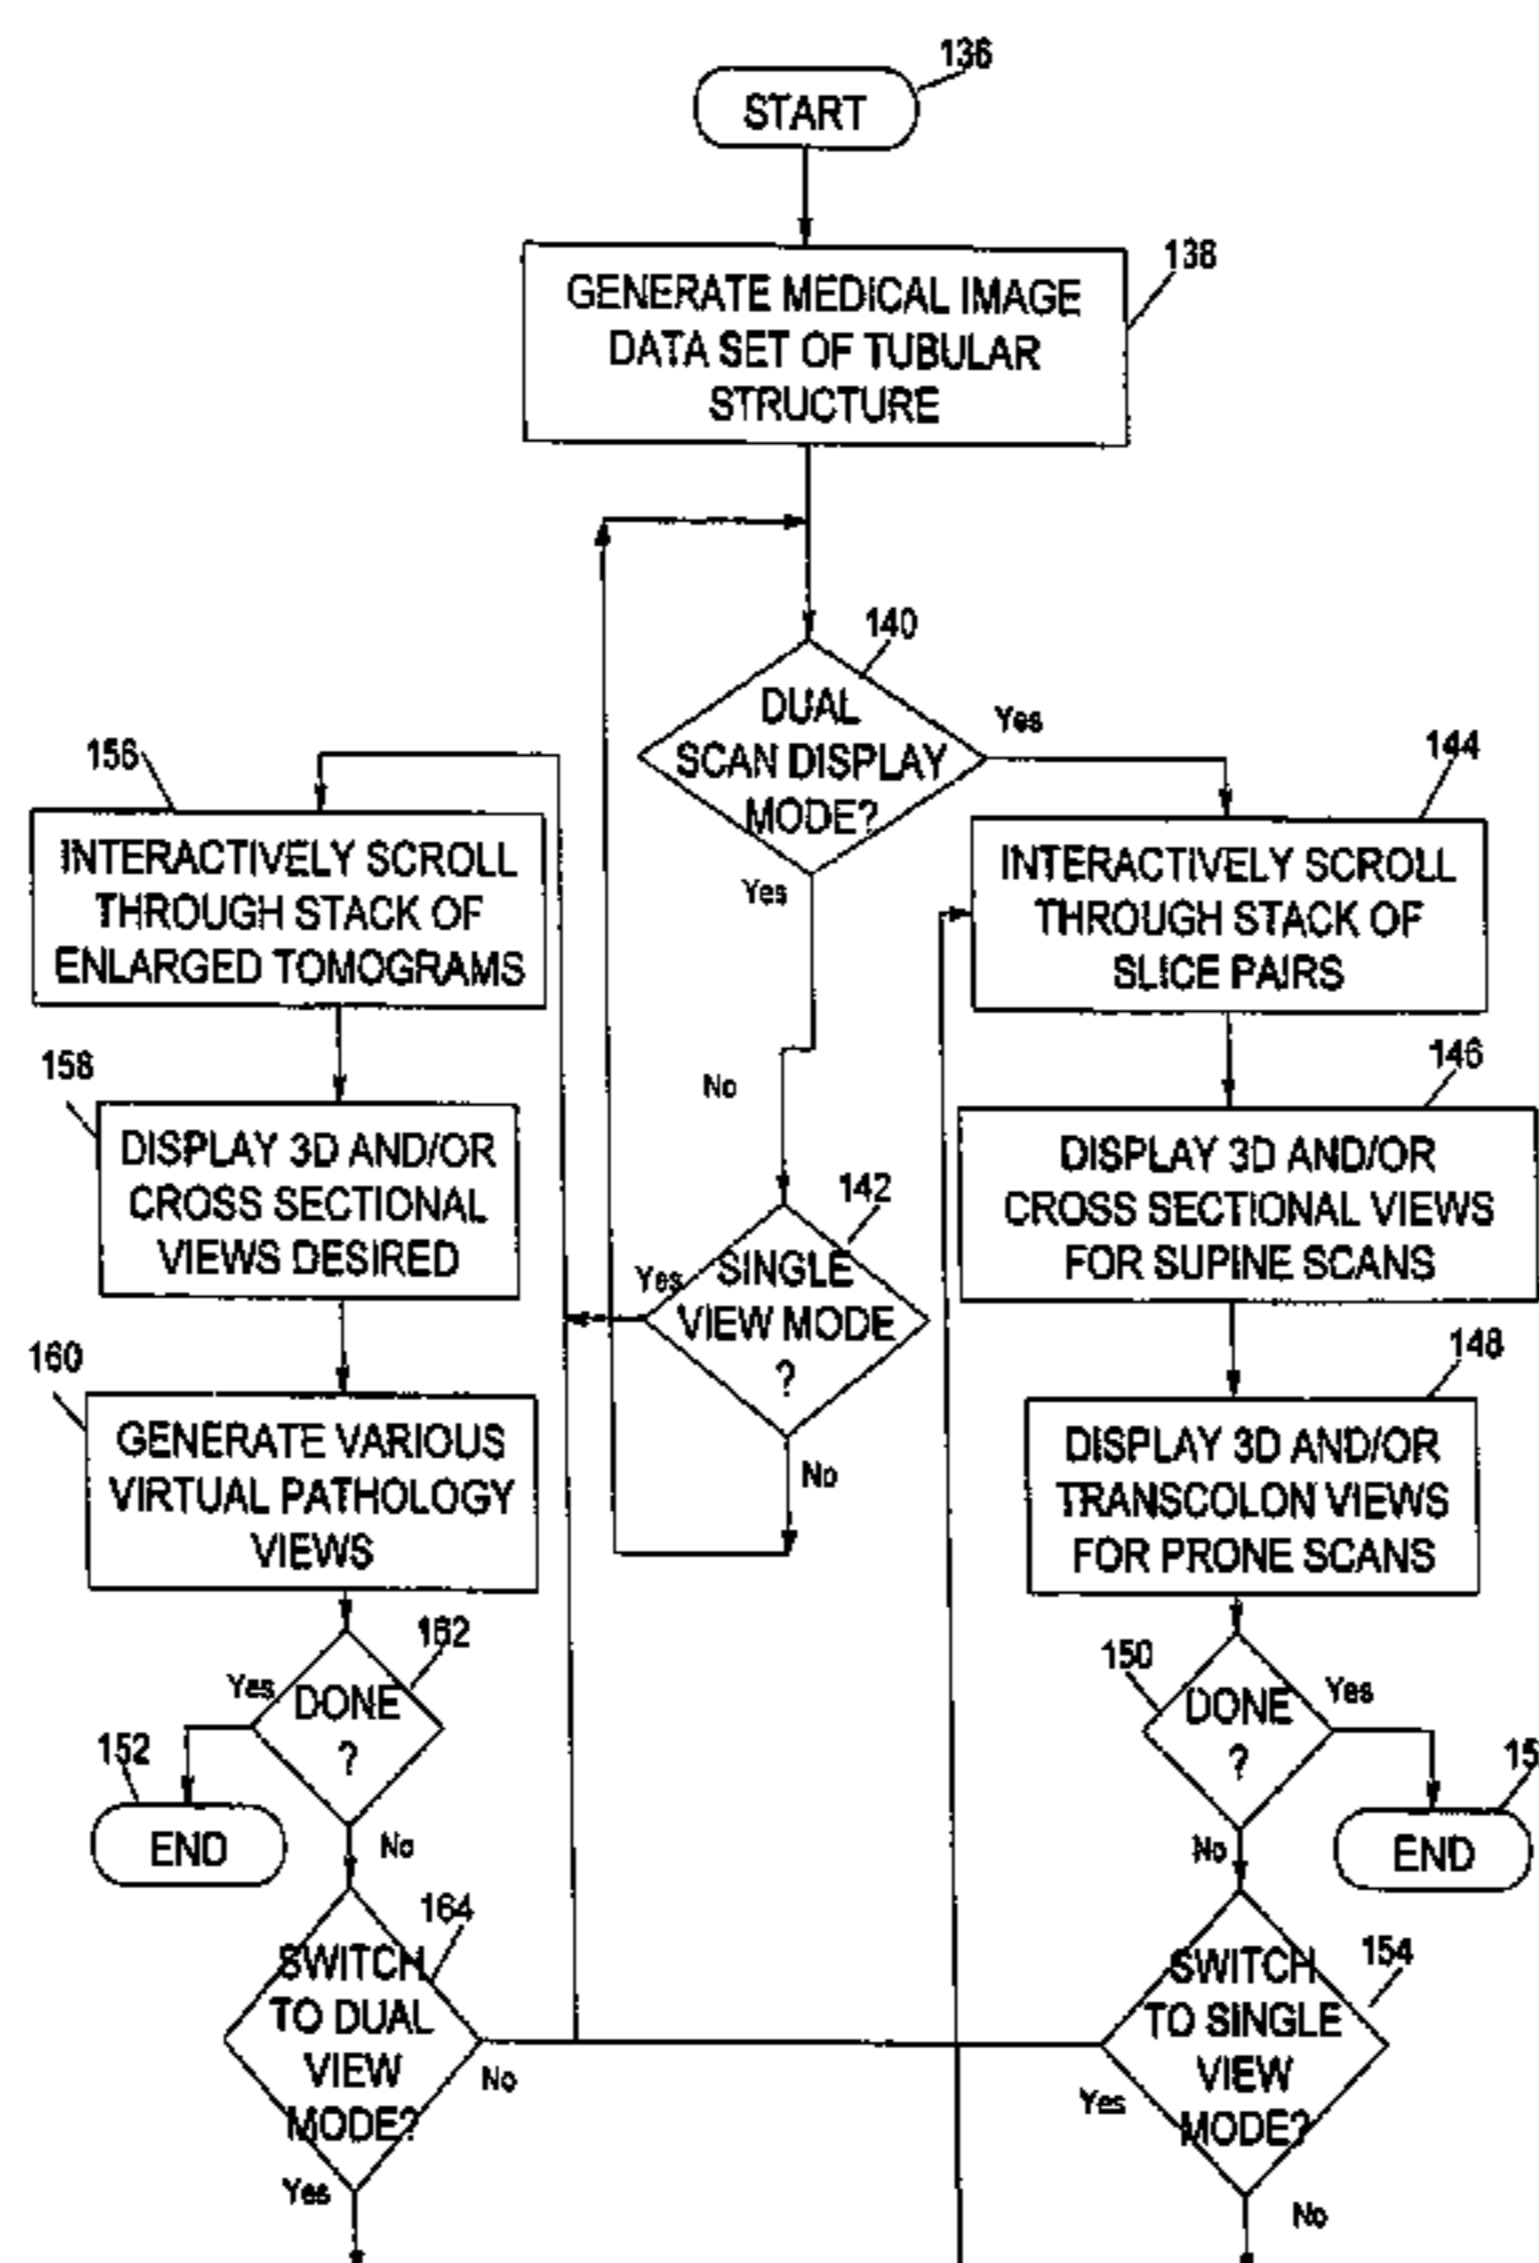 136
START
138
GENERATE MEDICAL IMAGE
DATA SET OF TUBULAR
STRUCTURE
140
DUAL
SCAN DISPLAY
MODE?
Yes
Yes
No
144
INTERACTIVELY SCROLL
THROUGH STACK OF
SLICE PAIRS
156
INTERACTIVELY SCROLL
THROUGH STACK OF
ENLARGED TOMOGRAMS
146
DISPLAY 3D AND/OR
CROSS SECTIONAL VIEWS
FOR SUPINE SCANS
158
DISPLAY 3D AND/OR
CROSS SECTIONAL
VIEWS DESIRED
142
SINGLE
VIEW MODE
?
Yes
No
148
DISPLAY 3D AND/OR
TRANSCOLON VIEWS
FOR PRONE SCANS
160
GENERATE VARIOUS
VIRTUAL PATHOLOGY
VIEWS
162
DONE
?
Yes
No
152
END
150
DONE
?
Yes
No
15
END
164
SWITCH
TO DUAL
VIEW
MODE?
No
Yes
154
SWITCH
TO SINGLE
VIEW
MODE?
Yes
No